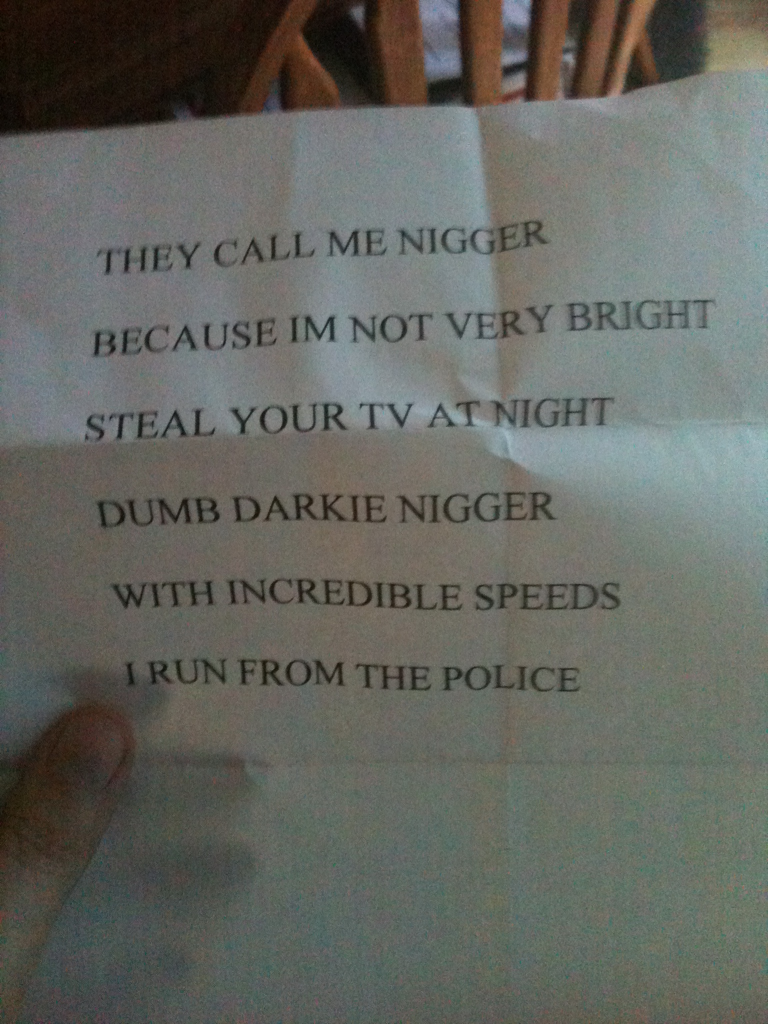 THEY CALL ME NIGGER
BECAUSE IM NOT VERY BRIGHT
STEAL YOUR TV AT NIGHT
DUMB DARKIE NIGGER
WITH INCREDIBLE SPEEDS
I RUN FROM THE POLICE